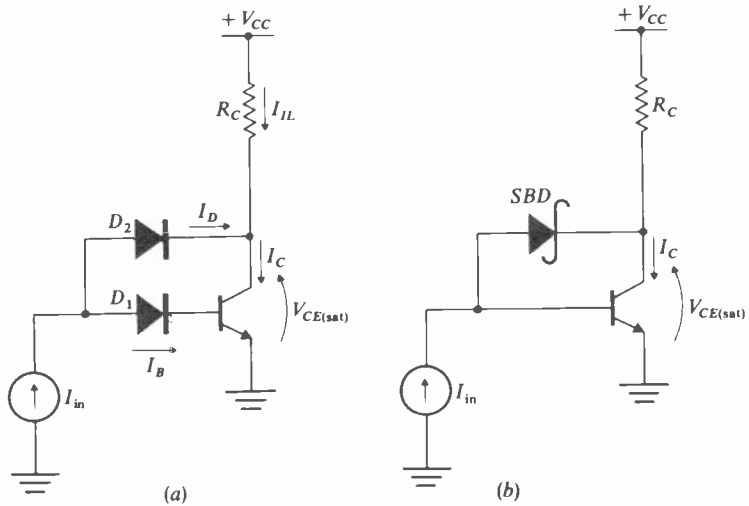 + V_CC
R_C
I_IL
D_2
I_D
I_C
D_1
V_CE(sat)
I_B
I_in
(a)
+ V_CC
R_C
SBD
I_C
V_CE(sat)
I_in
(b)